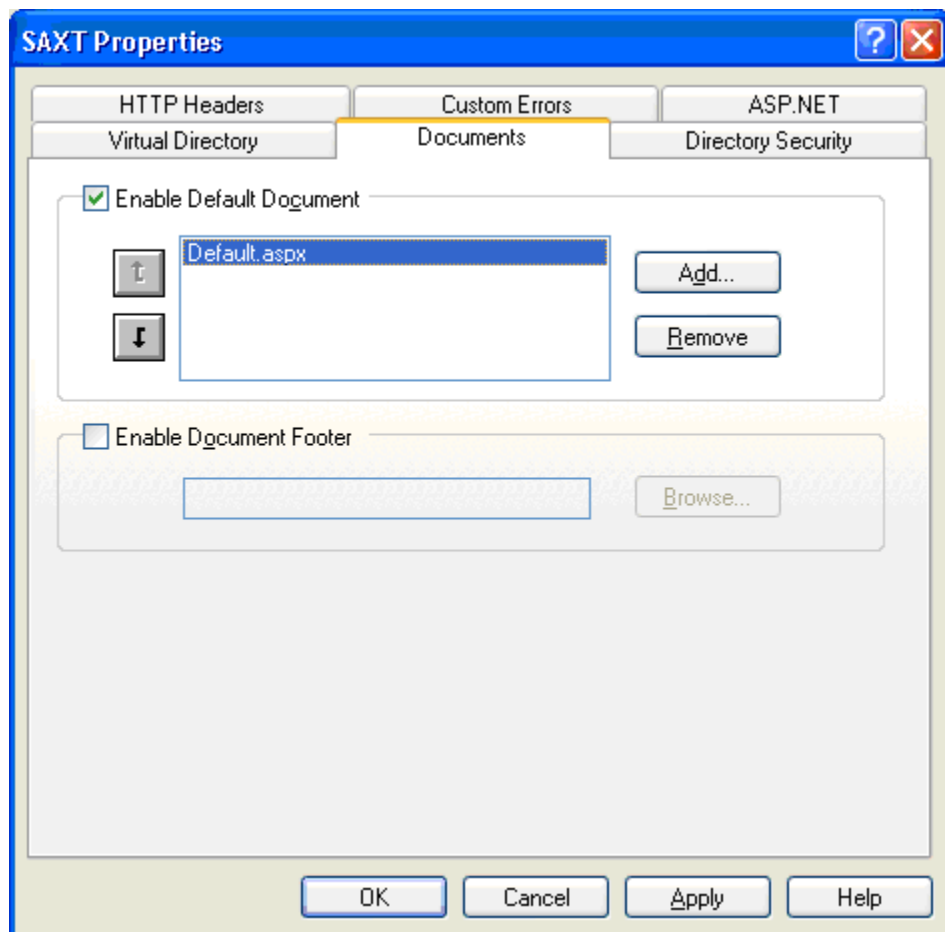 SAXT Properties
HTTP Headers Custom Errors ASP.NET
Virtual Directory Documents Directory Security
Enable Default Document
Default.aspx
Add...
Remove
Enable Document Footer
Browse...
OK Cancel Apply Help